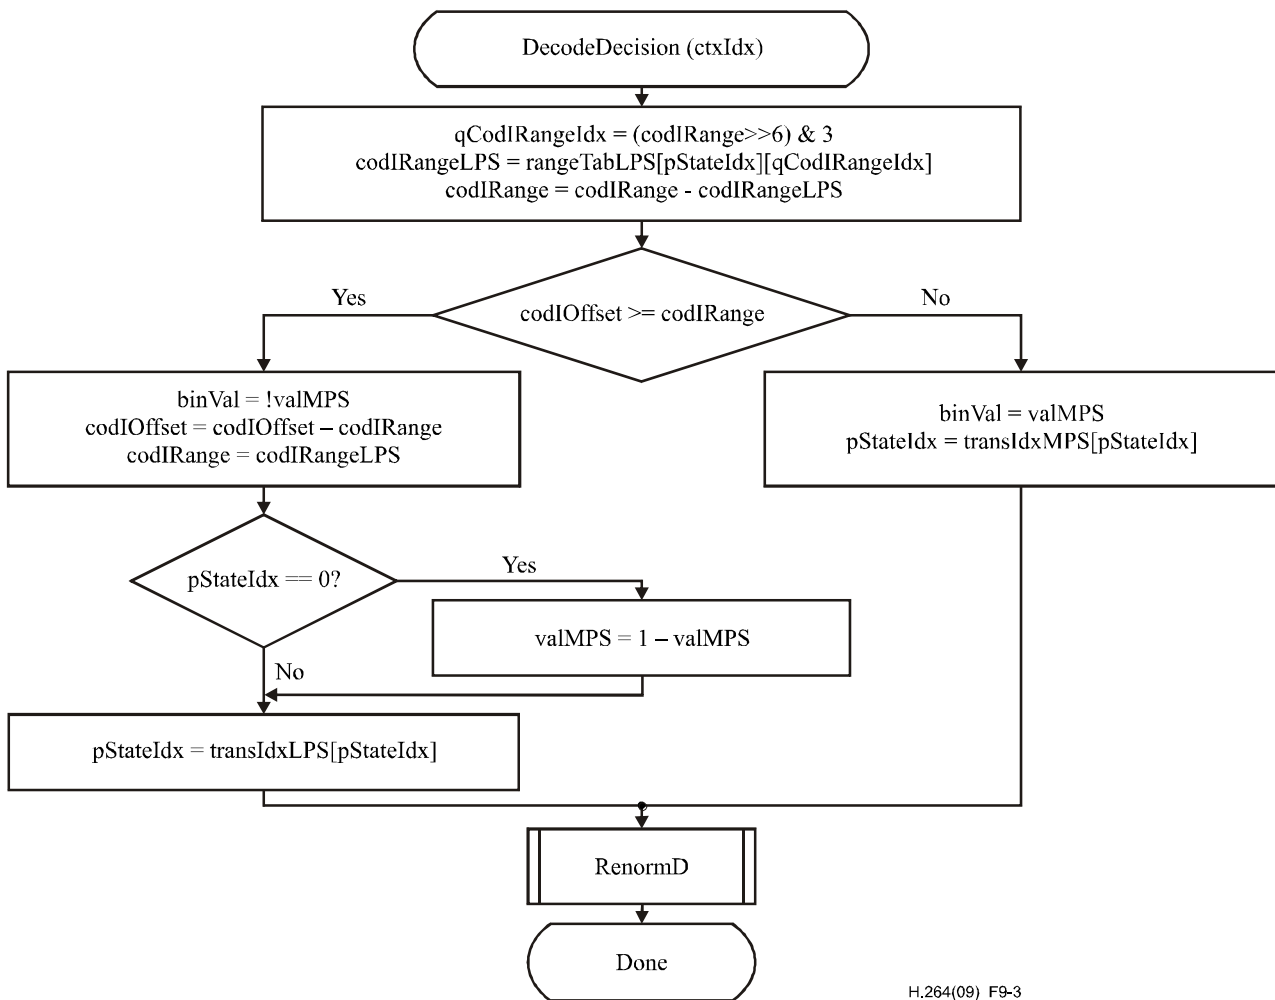 DecodeDecision (ctxIdx)
qCodIRangeIdx = (codIRange>>6) & 3
codIRangeLPS = rangeTabLPS[pStateIdx][qCodIRangeIdx]
codIRange = codIRange - codIRangeLPS
codIOffset >= codIRange
Yes
No
binVal = !valMPS
codIOffset = codIOffset – codIRange
codIRange = codIRangeLPS
binVal = valMPS
pStateIdx = transIdxMPS[pStateIdx]
pStateIdx == 0?
Yes
valMPS = 1 – valMPS
No
pStateIdx = transIdxLPS[pStateIdx]
RenormD
Done
H.264(09) F9-3